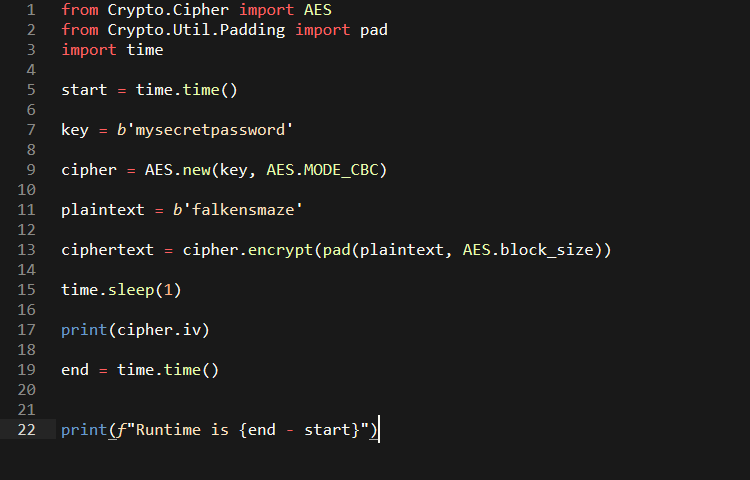 1 from Crypto.Cipher import AES
2 from Crypto.Util.Padding import pad
3 import time
4
5 start = time.time()
6
7 key = b'mysecretpassword'
8
9 cipher = AES.new(key, AES.MODE_CBC)
10
11 plaintext = b'falkensmaze'
12
13 ciphertext = cipher.encrypt(pad(plaintext, AES.block_size))
14
15 time.sleep(1)
16
17 print(cipher.iv)
18
19 end = time.time()
20
21
22 print(f"Runtime is {end - start}")